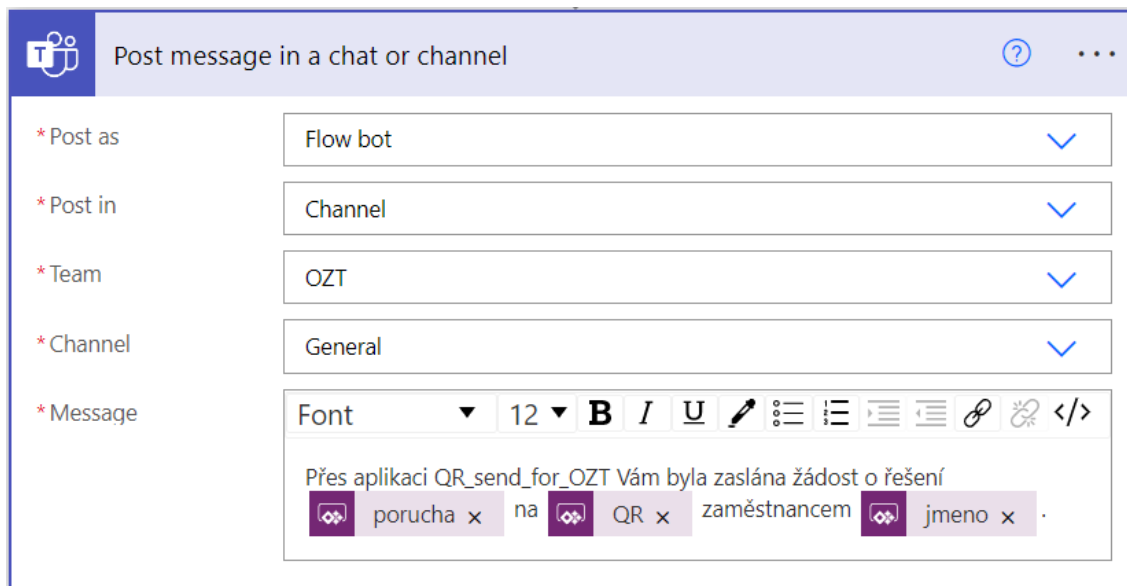 Post message in a chat or channel
* Post as
Flow bot
* Post in
Channel
* Team
OZT
* Channel
General
* Message
Font 12 B I U </>
Přes aplikaci QR_send_for_OZT Vám byla zaslána žádost o řešení
porucha × na QR × zaměstnancem jmeno × .